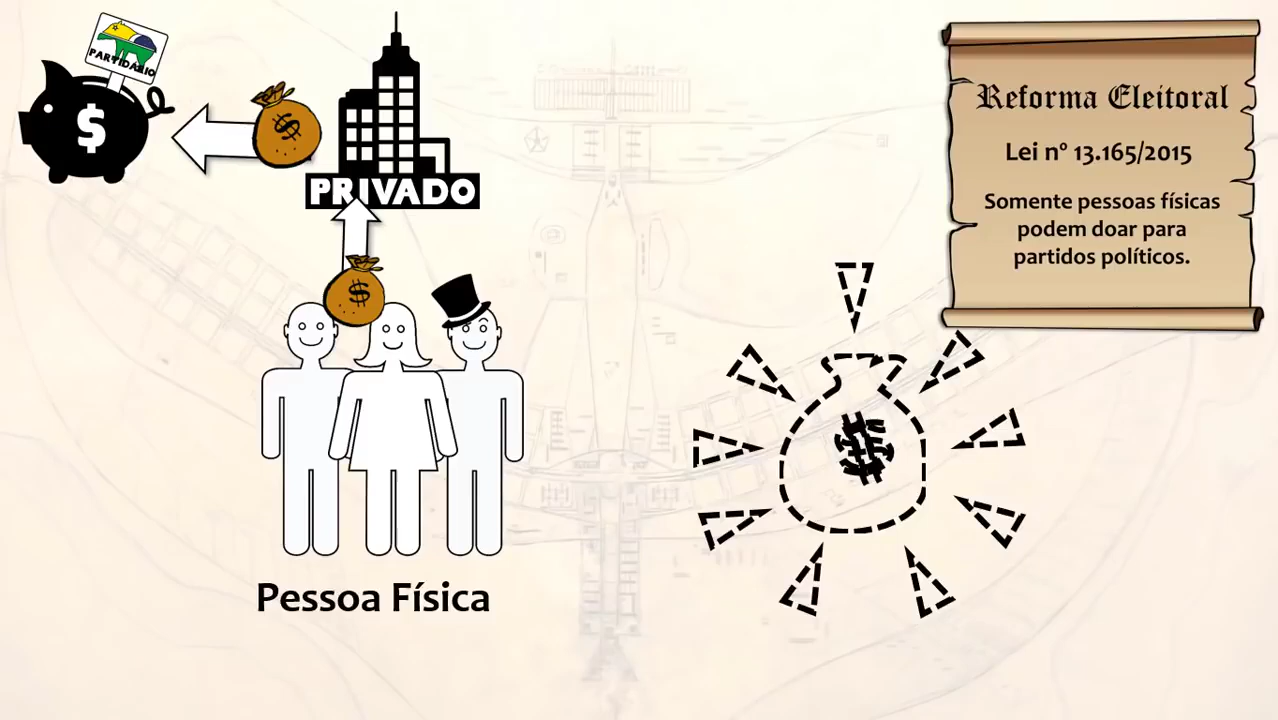 PARTIDÁRIO
$
$
PRIVADO
$
Pessoa Física
Reforma Eleitoral
Lei nº 13.165/2015
Somente pessoas físicas
podem doar para
partidos políticos.